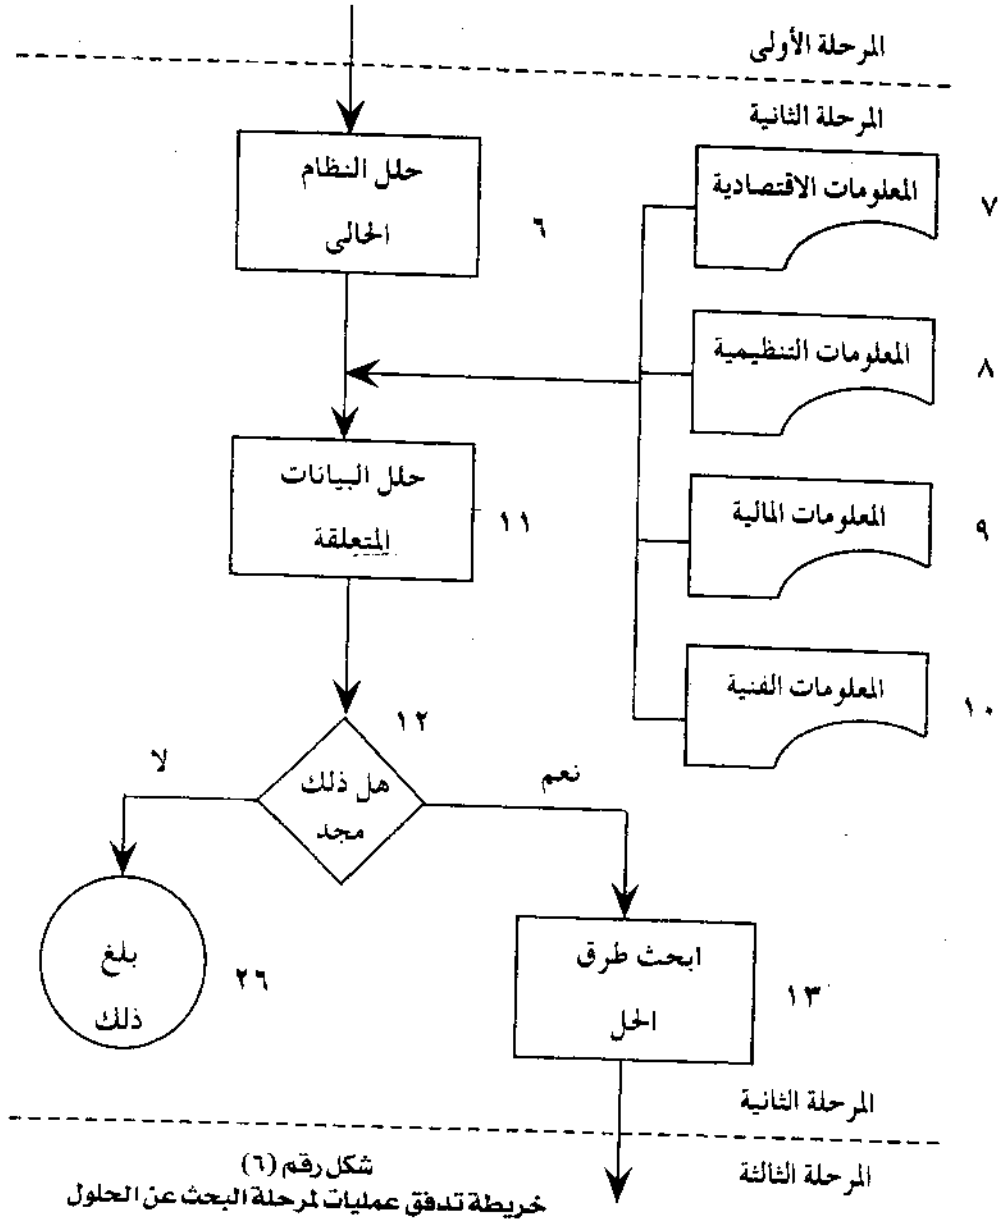 المرحلة الأولى
المرحلة الثانية
حلل النظام
الحالى
٦
المعلومات الاقتصادية
٧
المعلومات التنظيمية
٨
حلل البيانات
المتعلقة
١١
المعلومات المالية
٩
المعلومات الفنية
١٠
١٢
هل ذلك
مجد
لا
نعم
بلغ
ذلك
٢٦
ابحث طرق
الحل
١٣
المرحلة الثانية
المرحلة الثالثة
شكل رقم (٦)
خريطة تدفق عمليات لمرحلة البحث عن الحلول